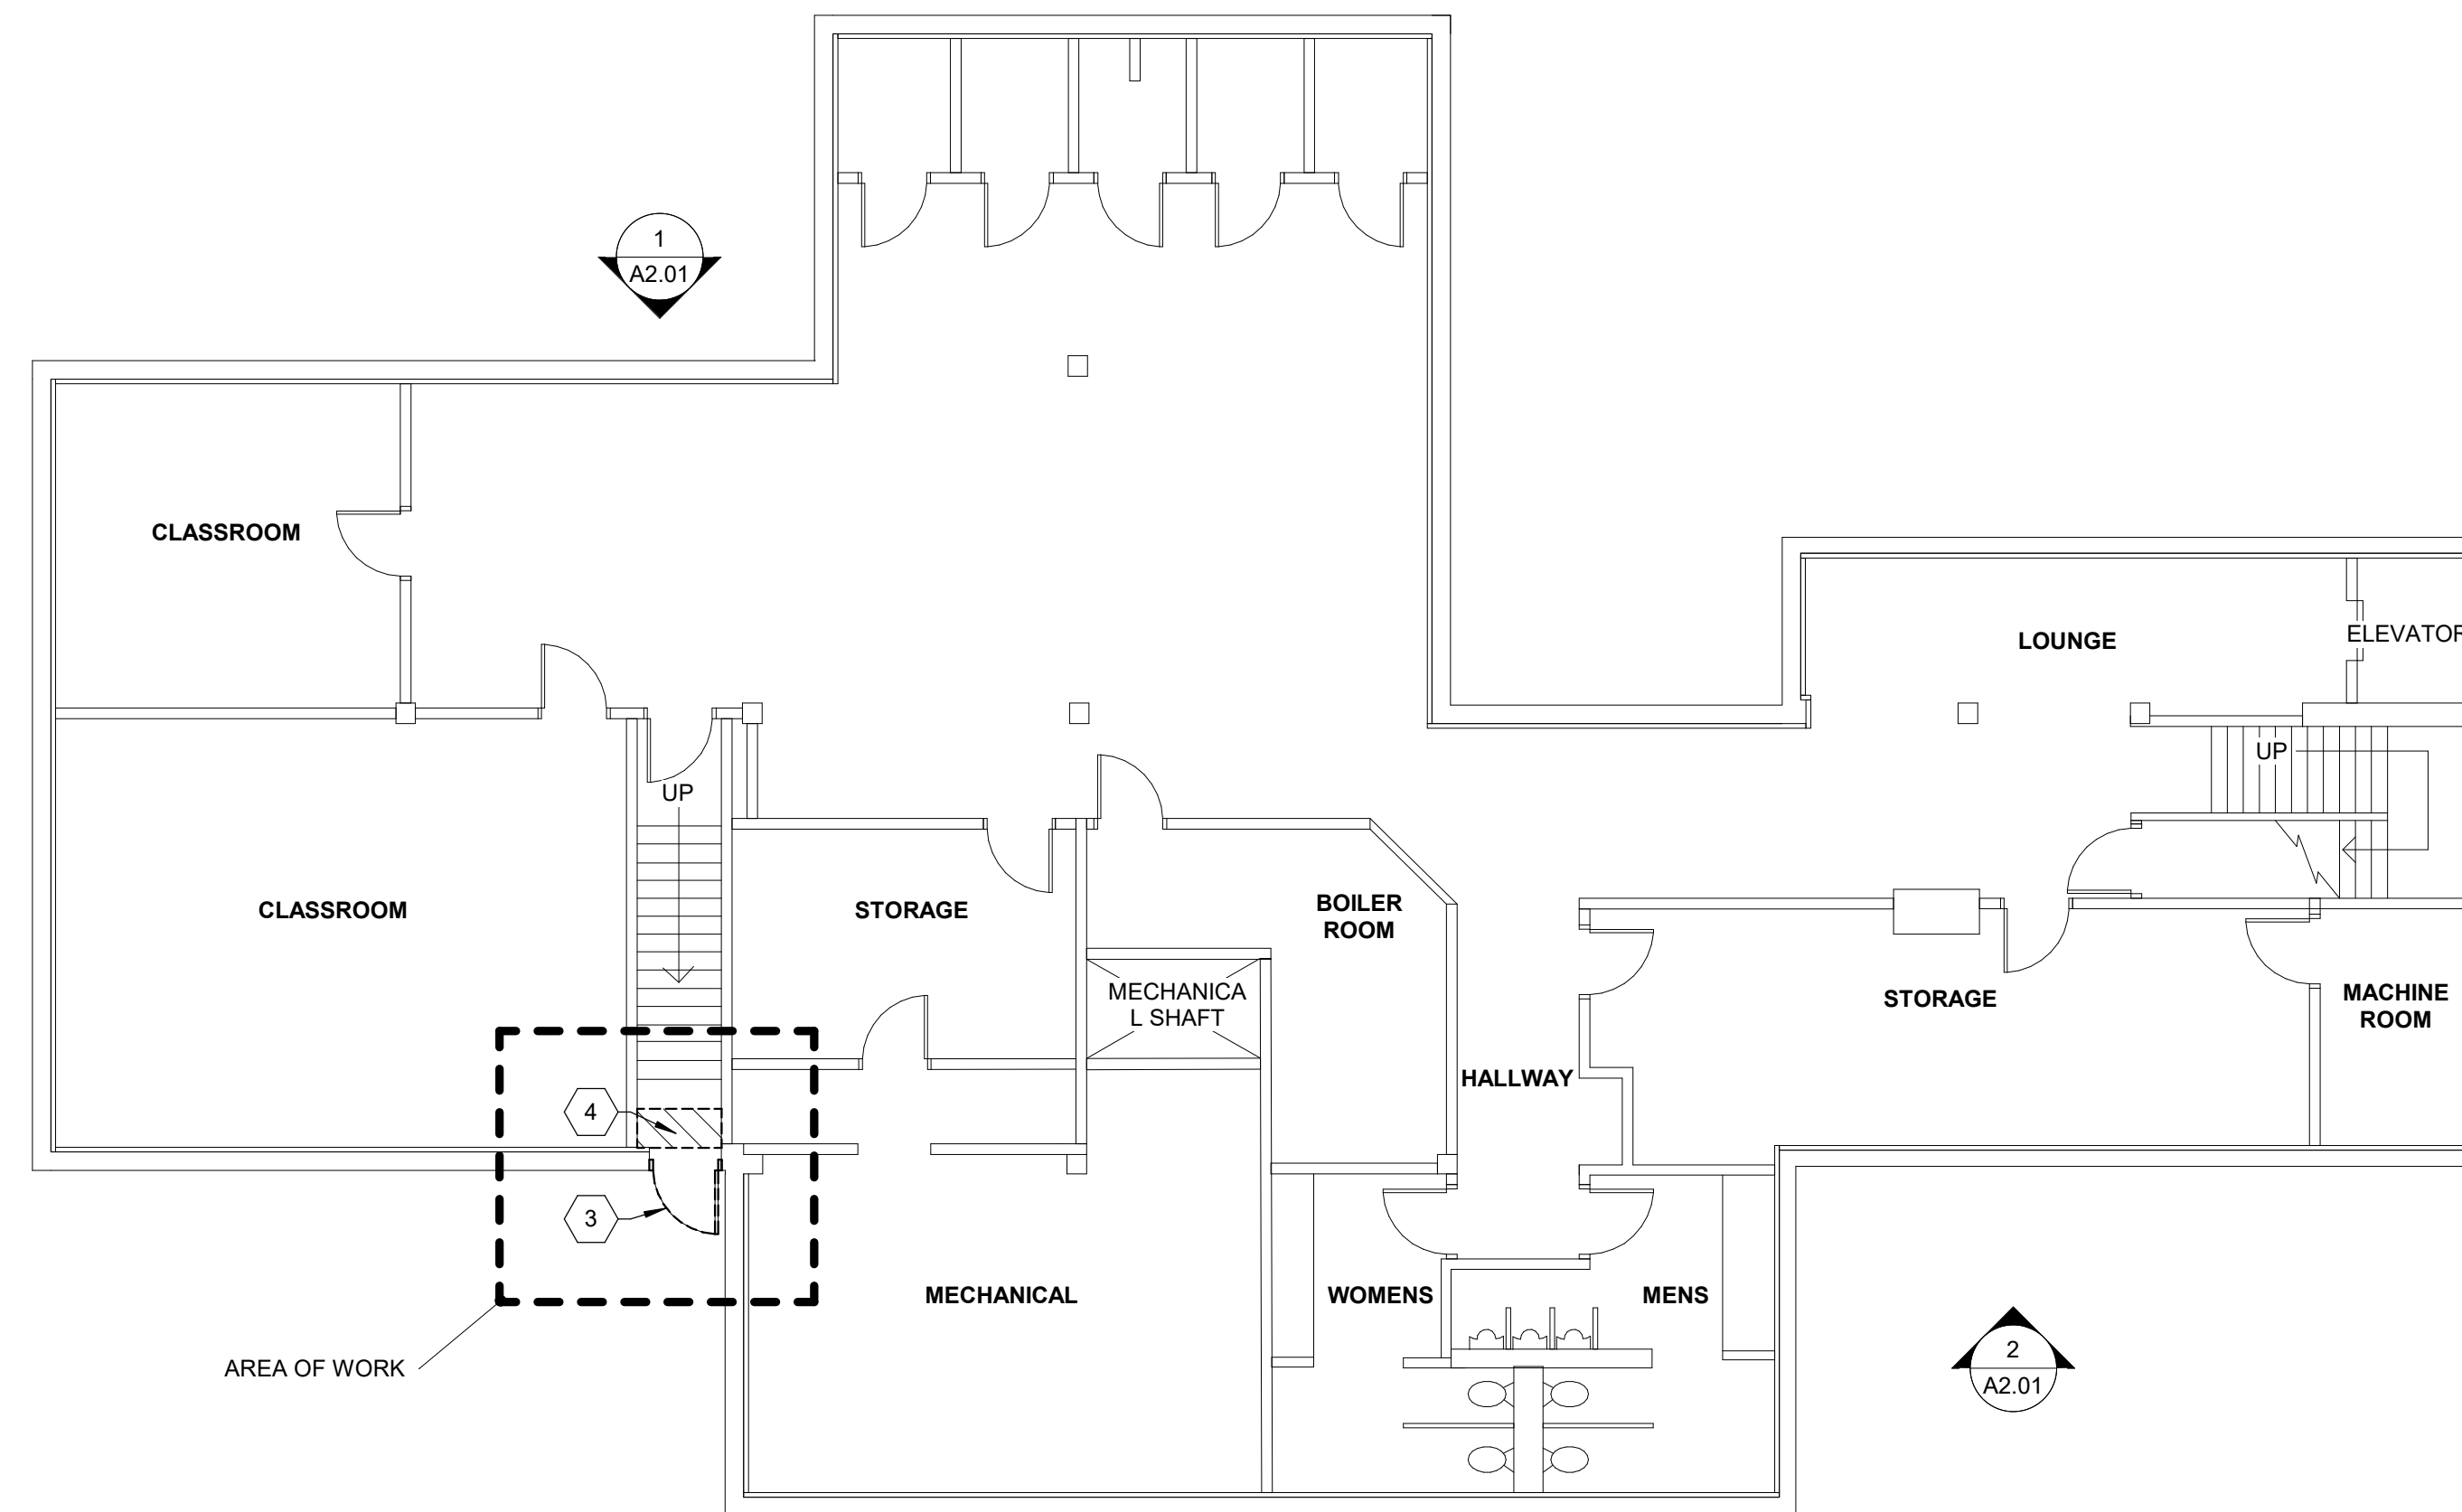 1
A2.01
CLASSROOM
LOUNGE
ELEVATOR
UP
UP
CLASSROOM
STORAGE
BOILER
ROOM
MECHANICA
L SHAFT
STORAGE
MACHINE
ROOM
HALLWAY
4
3
MECHANICAL
WOMENS
MENS
AREA OF WORK
2
A2.01